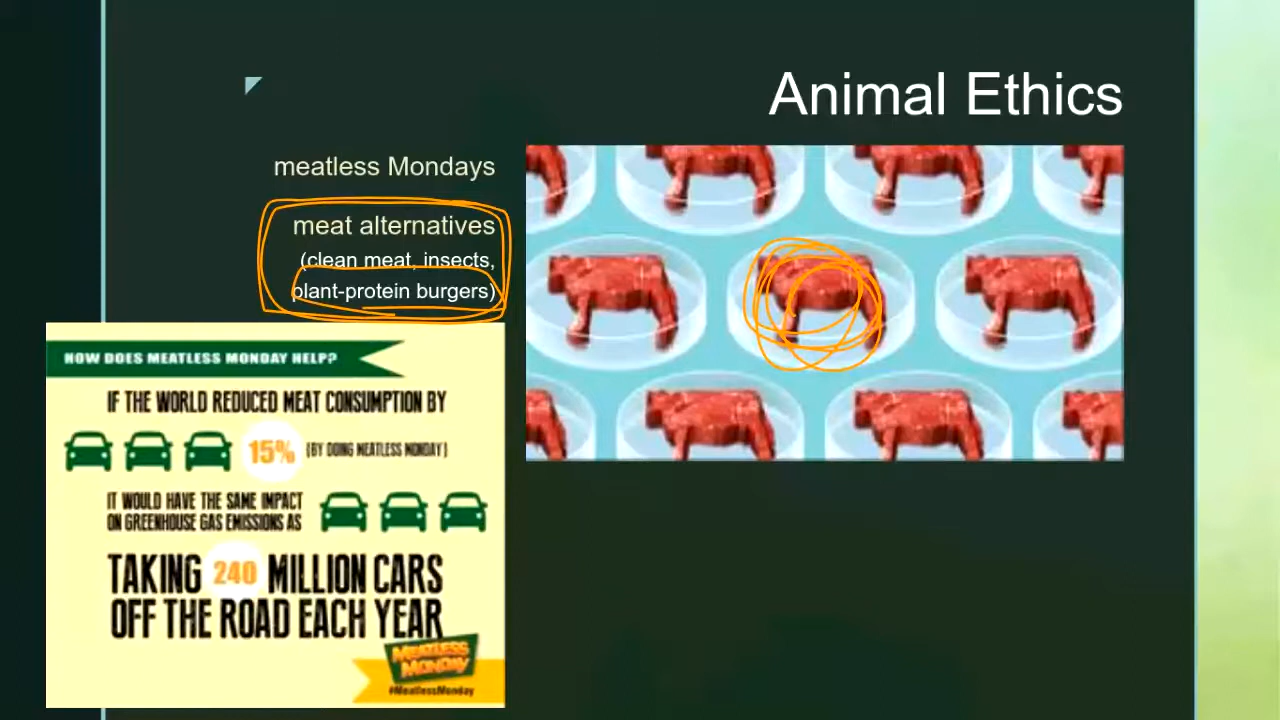 Animal Ethics
meatless Mondays
meat alternatives
(clean meat, insects,
plant-protein burgers)
HOW DOES MEATLESS MONDAY HELP?
IF THE WORLD REDUCED MEAT CONSUMPTION BY
15% (BY DOING MEATLESS MONDAY)
IT WOULD HAVE THE SAME IMPACT
ON GREENHOUSE GAS EMISSIONS AS
TAKING 240 MILLION CARS
OFF THE ROAD EACH YEAR
MEATLESS
MONDAY
#MeatlessMonday